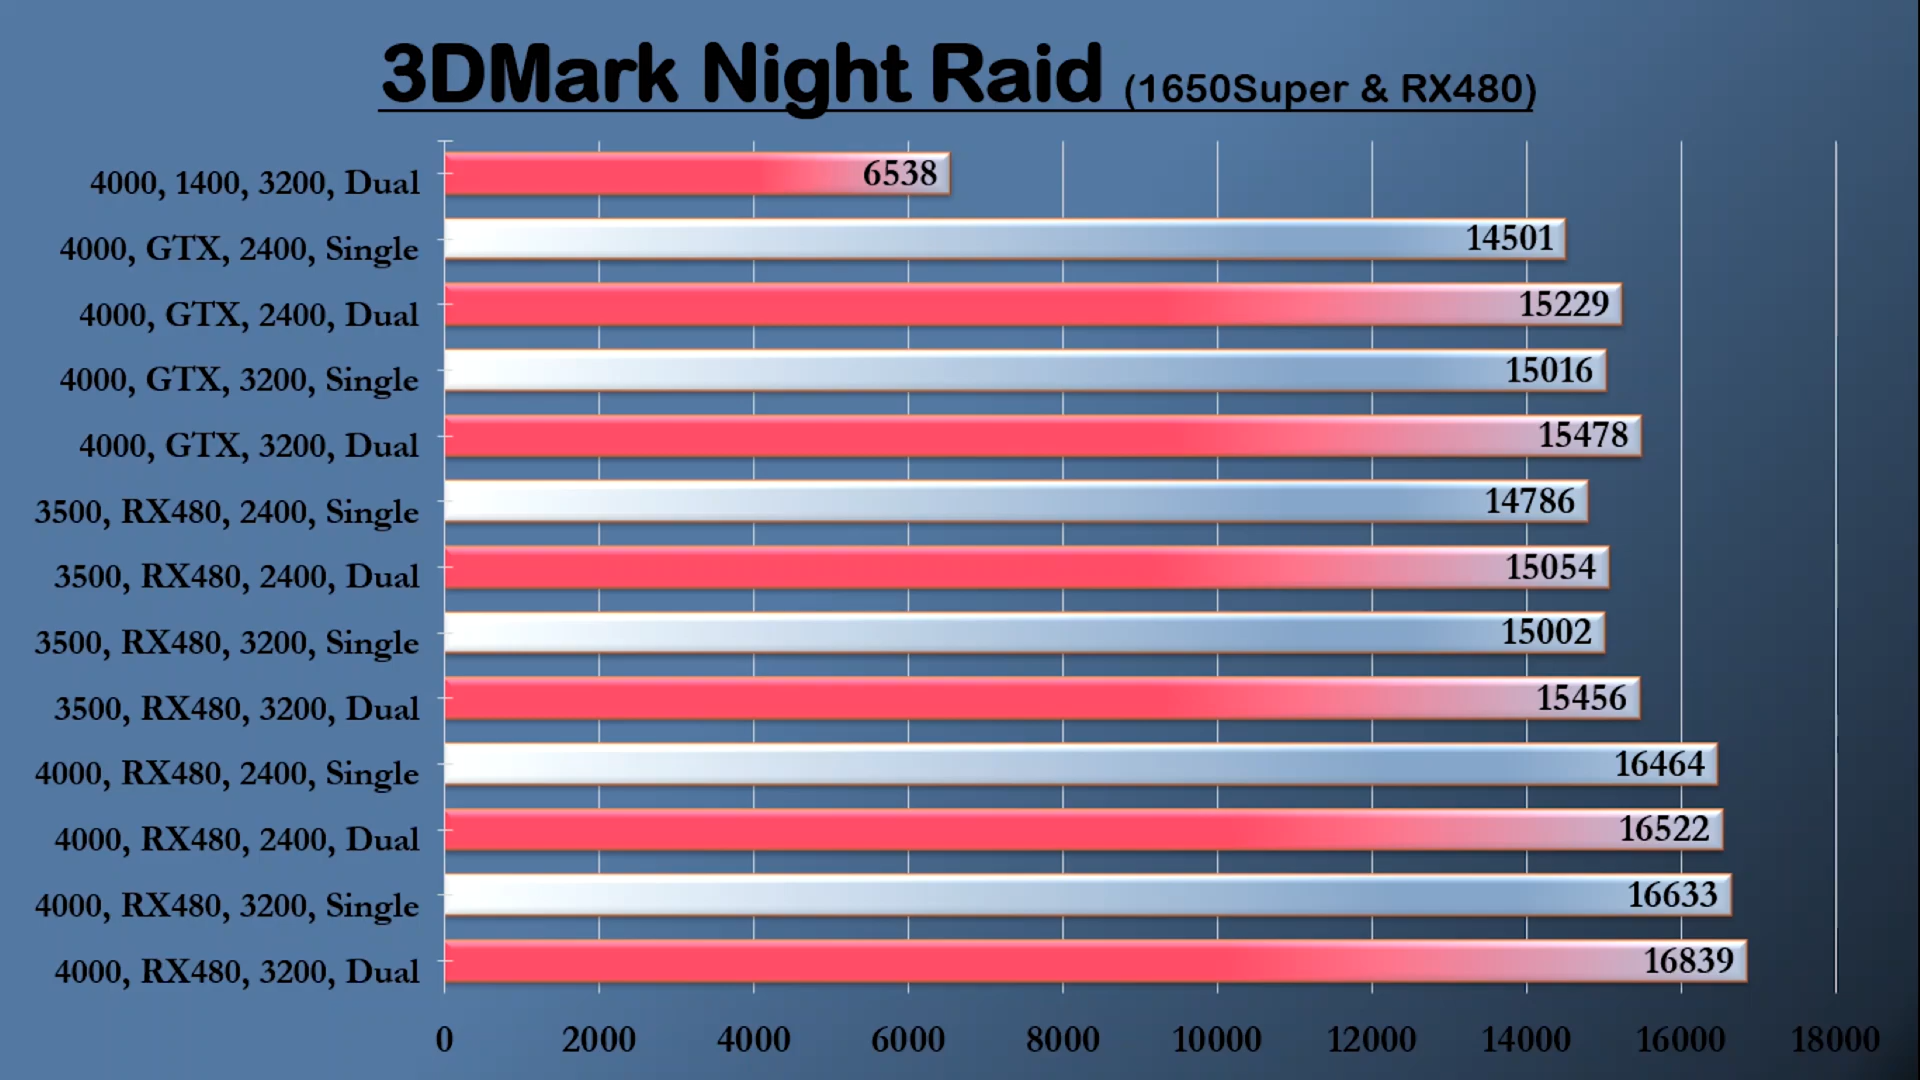 3DMark Night Raid (1650Super & RX480)
4000, 1400, 3200, Dual 6538
4000, GTX, 2400, Single 14501
4000, GTX, 2400, Dual 15229
4000, GTX, 3200, Single 15016
4000, GTX, 3200, Dual 15478
3500, RX480, 2400, Single 14786
3500, RX480, 2400, Dual 15054
3500, RX480, 3200, Single 15002
3500, RX480, 3200, Dual 15456
4000, RX480, 2400, Single 16464
4000, RX480, 2400, Dual 16522
4000, RX480, 3200, Single 16633
4000, RX480, 3200, Dual 16839
0 2000 4000 6000 8000 10000 12000 14000 16000 18000